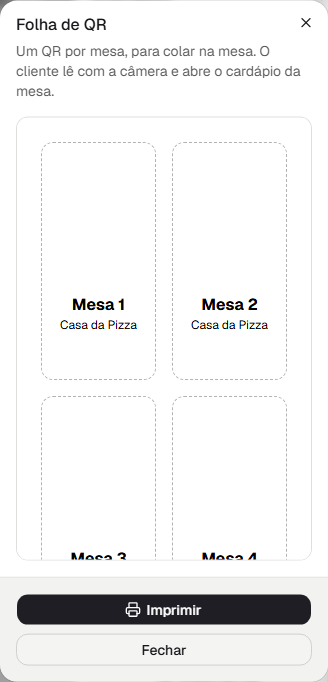 Folha de QR
Um QR por mesa, para colar na mesa. O
cliente lê com a câmera e abre o cardápio da
mesa.
Mesa 1
Casa da Pizza
Mesa 2
Casa da Pizza
Mesa 3
Mesa 4
Imprimir
Fechar